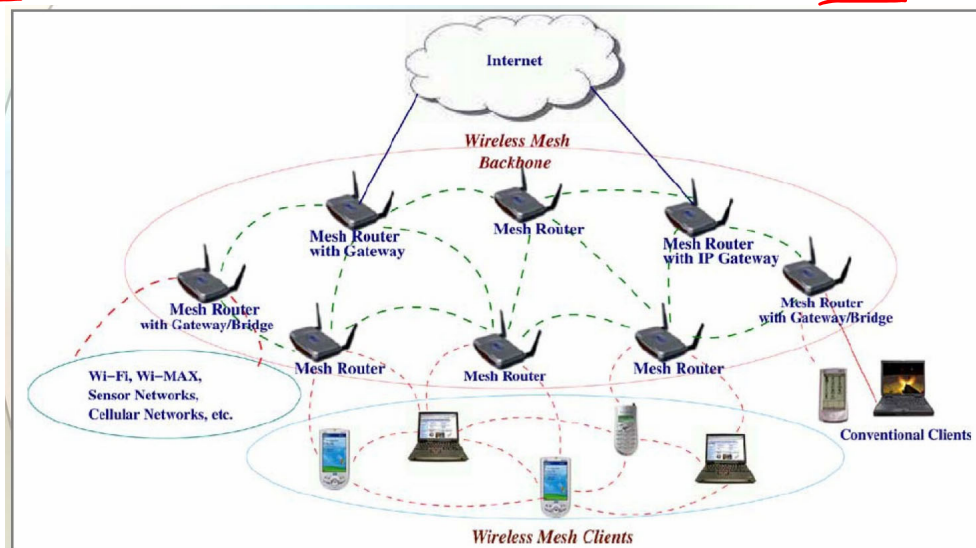 Internet
Wireless Mesh
Backbone
Mesh Router
with Gateway
Mesh Router
Mesh Router
with IP Gateway
Mesh Router
with Gateway/Bridge
Mesh Router
with Gateway/Bridge
Mesh Router
Mesh Router
Mesh Router
Wi-Fi, Wi-MAX,
Sensor Networks,
Cellular Networks, etc.
Conventional Clients
Wireless Mesh Clients